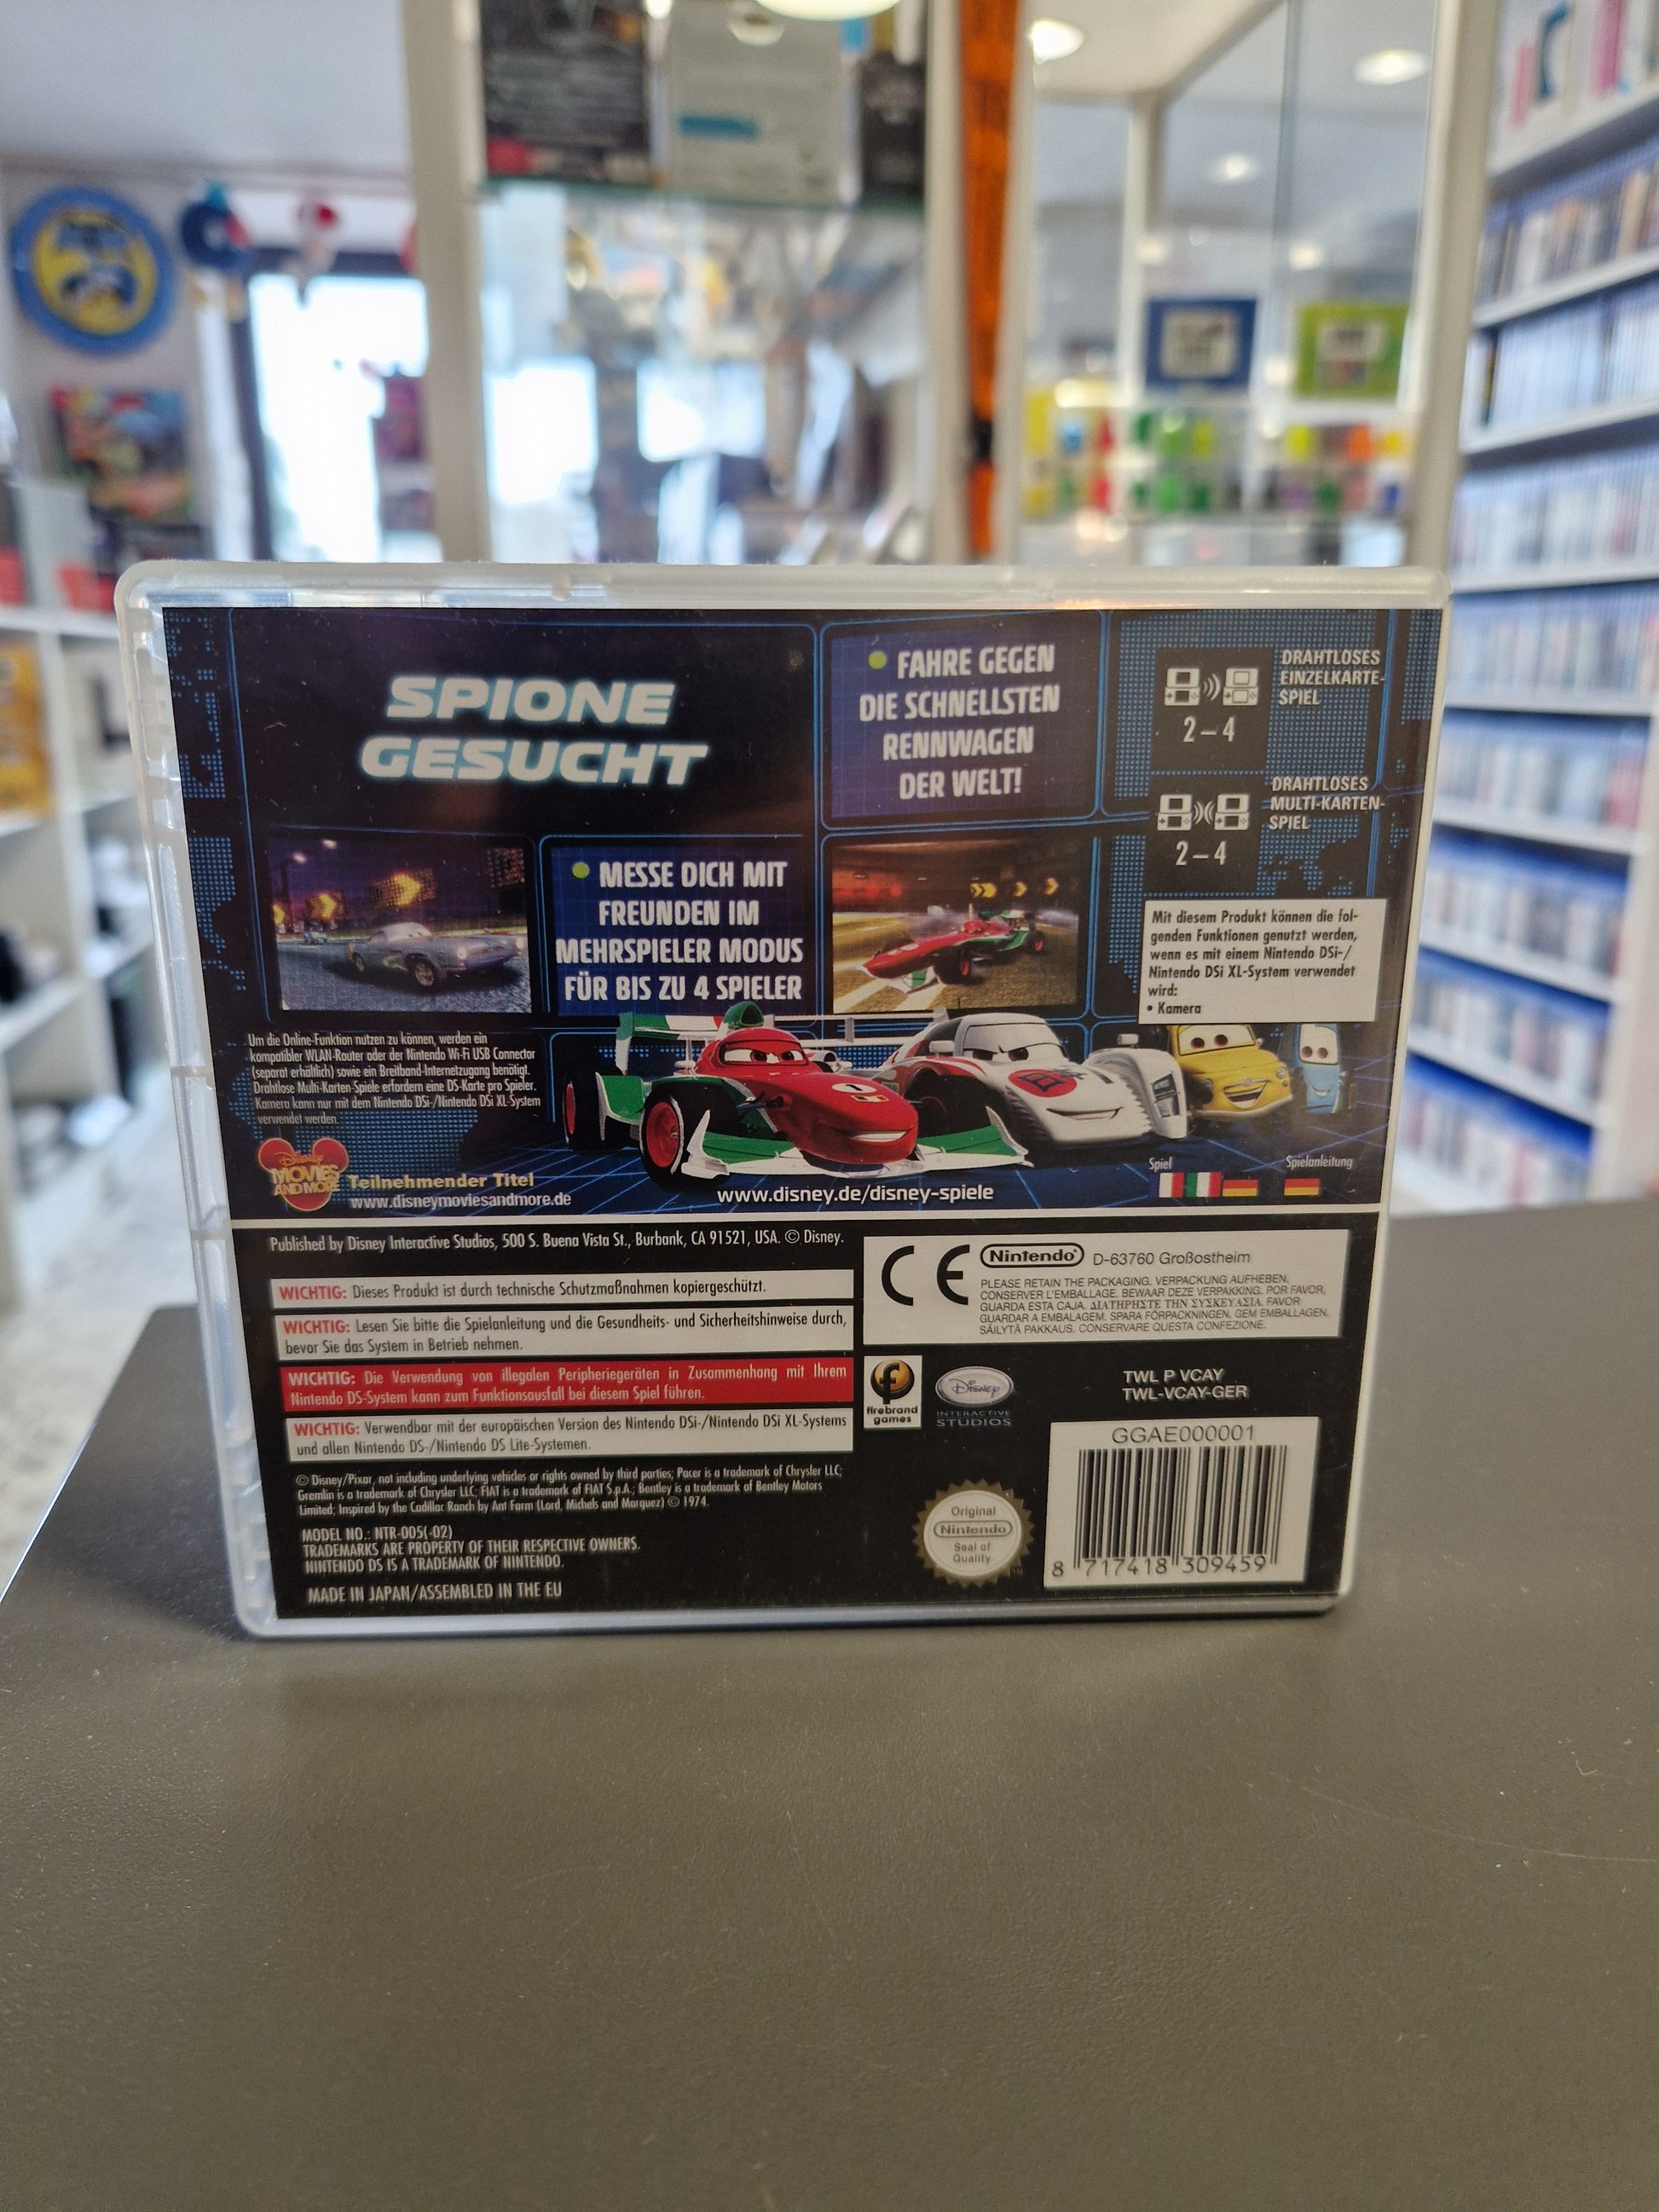 SPIONE
GESUCHT
• FAHRE GEGEN
DIE SCHNELLSTEN
RENNWAGEN
DER WELT!
DRAHTLOSES
EINZELKARTE-
SPIEL
2 – 4
DRAHTLOSES
MULTI-KARTEN-
SPIEL
2 – 4
• MESSE DICH MIT
FREUNDEN IM
MEHRSPIELER MODUS
FÜR BIS ZU 4 SPIELER
Mit diesem Produkt können die fol-
genden Funktionen genutzt werden,
wenn es mit einem Nintendo DSi-/
Nintendo DSi XL-System verwendet
wird:
• Kamera
Um die Online-Funktion nutzen zu können, werden ein
kompatibler WLAN-Router oder der Nintendo Wi-Fi USB Connector
(separat erhältlich) sowie ein Breitband-Internetzugang benötigt.
Drahtlose Multi-Karten-Spiele erfordern eine DS-Karte pro Spieler.
Kamera kann nur mit dem Nintendo DSi-/Nintendo DSi XL-System
verwendet werden.
1
Disney
MOVIES
AND MORE
Teilnehmender Titel
www.disneymoviesandmore.de
www.disney.de/disney-spiele
Spiel
Spielanleitung
Published by Disney Interactive Studios, 500 S. Buena Vista St., Burbank, CA 91521, USA. © Disney.
WICHTIG: Dieses Produkt ist durch technische Schutzmaßnahmen kopiergeschützt.
WICHTIG: Lesen Sie bitte die Spielanleitung und die Gesundheits- und Sicherheitshinweise durch,
bevor Sie das System in Betrieb nehmen.
WICHTIG: Die Verwendung von illegalen Peripheriegeräten in Zusammenhang mit Ihrem
Nintendo DS-System kann zum Funktionsausfall bei diesem Spiel führen.
WICHTIG: Verwendbar mit der europäischen Version des Nintendo DSi-/Nintendo DSi XL-Systems
und allen Nintendo DS-/Nintendo DS Lite-Systemen.
© Disney/Pixar, not including underlying vehicles or rights owned by third parties; Pacer is a trademark of Chrysler LLC;
Gremlin is a trademark of Chrysler LLC; FIAT is a trademark of FIAT S.p.A.; Bentley is a trademark of Bentley Motors
Limited; Inspired by the Cadillac Ranch by Ant Farm (Lord, Michels and Marquez) © 1974.
MODEL NO.: NTR-005(-02)
TRADEMARKS ARE PROPERTY OF THEIR RESPECTIVE OWNERS.
NINTENDO DS IS A TRADEMARK OF NINTENDO.
MADE IN JAPAN/ASSEMBLED IN THE EU
CE
Nintendo® D-63760 Großostheim
PLEASE RETAIN THE PACKAGING. VERPACKUNG AUFHEBEN.
CONSERVER L'EMBALLAGE. BEWAAR DEZE VERPAKKING. POR FAVOR,
GUARDA ESTA CAJA. ΔΙΑΤΗΡΗΣΤΕ ΤΗΝ ΣΥΣΚΕΥΑΣΙΑ. FAVOR
GUARDAR A EMBALAGEM. SPARA FÖRPACKNINGEN. GEM EMBALLAGEN.
SÄILYTÄ PAKKAUS. CONSERVARE QUESTA CONFEZIONE.
firebrand
games
Disney
INTERACTIVE
STUDIOS
TWL P VCAY
TWL-VCAY-GER
GGAE000001
8 717418 309459
Original
Nintendo
Seal of
Quality
TM